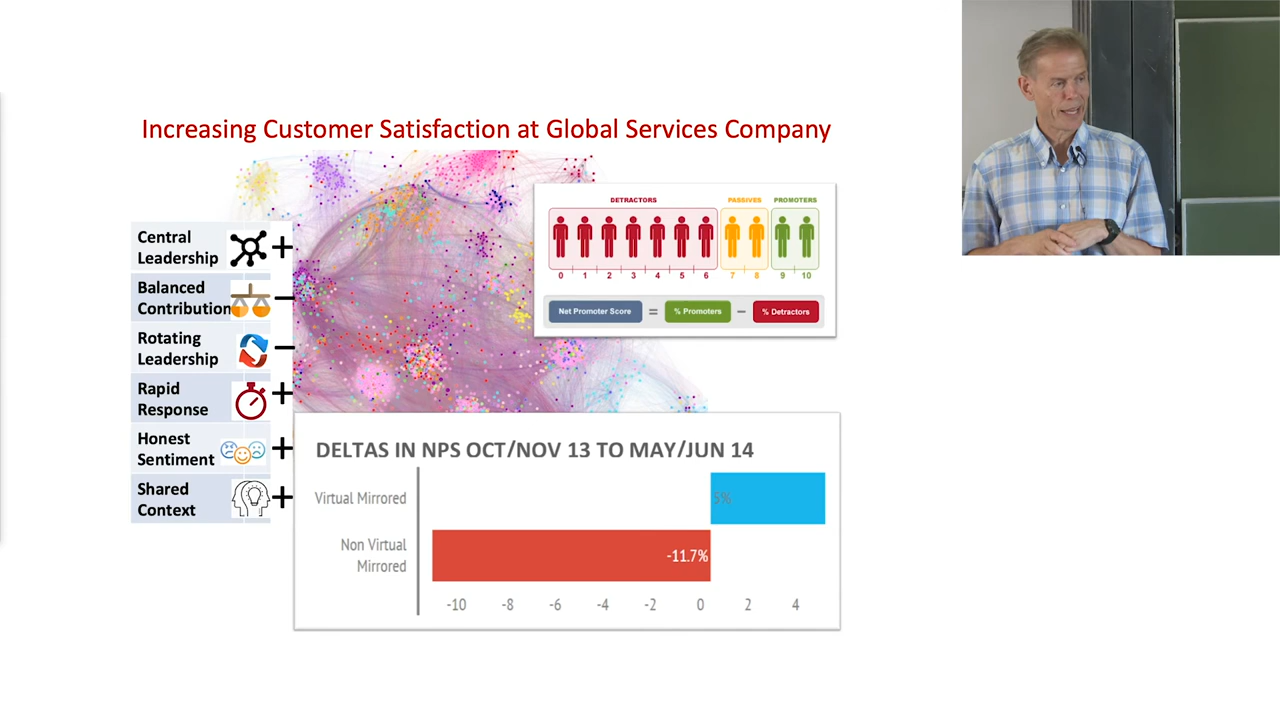 Increasing Customer Satisfaction at Global Services Company
Central
Leadership
+
Balanced
Contribution
−
Rotating
Leadership
−
Rapid
Response
+
Honest
Sentiment
+
Shared
Context
+
DETRACTORS PASSIVES PROMOTERS
0 1 2 3 4 5 6 7 8 9 10
Net Promoter Score = % Promoters − % Detractors
DELTAS IN NPS OCT/NOV 13 TO MAY/JUN 14
Virtual Mirrored 5%
Non Virtual
Mirrored
-11.7%
-10 -8 -6 -4 -2 0 2 4